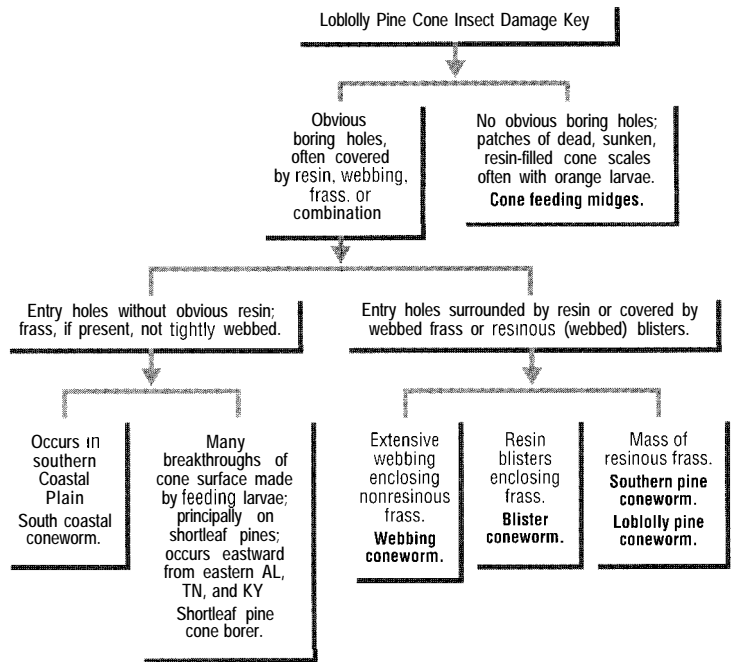 Loblolly Pine Cone Insect Damage Key
Obvious
boring holes,
often covered
by resin, webbing,
frass. or
combination
No obvious boring holes;
patches of dead, sunken,
resin-filled cone scales
often with orange larvae.
Cone feeding midges.
Entry holes without obvious resin;
frass, if present, not tightly webbed.
Entry holes surrounded by resin or covered by
webbed frass or resinous (webbed) blisters.
Occurs in
southern
Coastal
Plain
South coastal
coneworm.
Many
breakthroughs of
cone surface made
by feeding larvae;
principally on
shortleaf pines;
occurs eastward
from eastern AL,
TN, and KY
Shortleaf pine
cone borer.
Extensive
webbing
enclosing
nonresinous
frass.
Webbing
coneworm.
Resin
blisters
enclosing
frass.
Blister
coneworm.
Mass of
resinous frass.
Southern pine
coneworm.
Loblolly pine
coneworm.